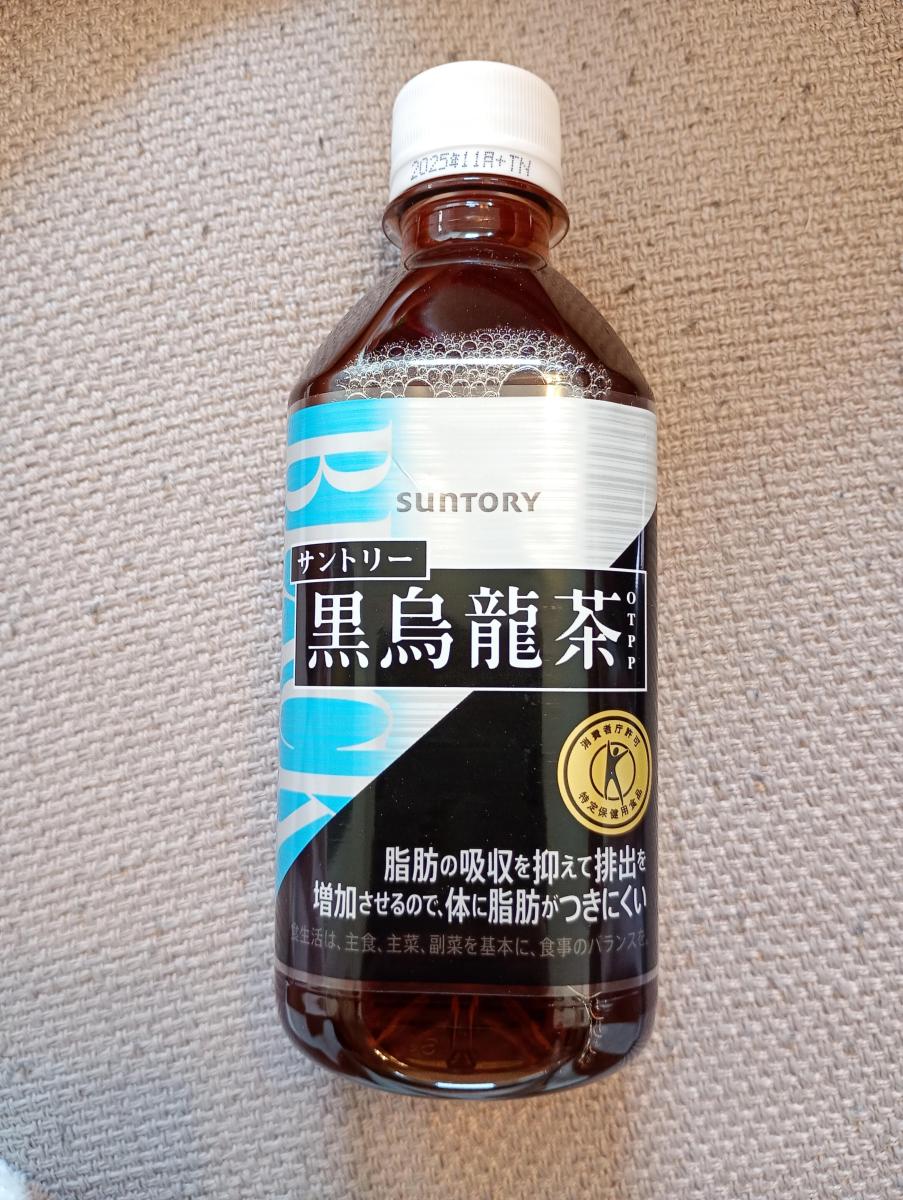 2025年11月+TN
BLACK
SUNTORY
サントリー
黒烏龍茶
OTPP
消費者庁許可
特定保健用食品
脂肪の吸収を抑えて排出を
増加させるので、体に脂肪がつきにくい
食生活は、主食、主菜、副菜を基本に、食事のバランスを。